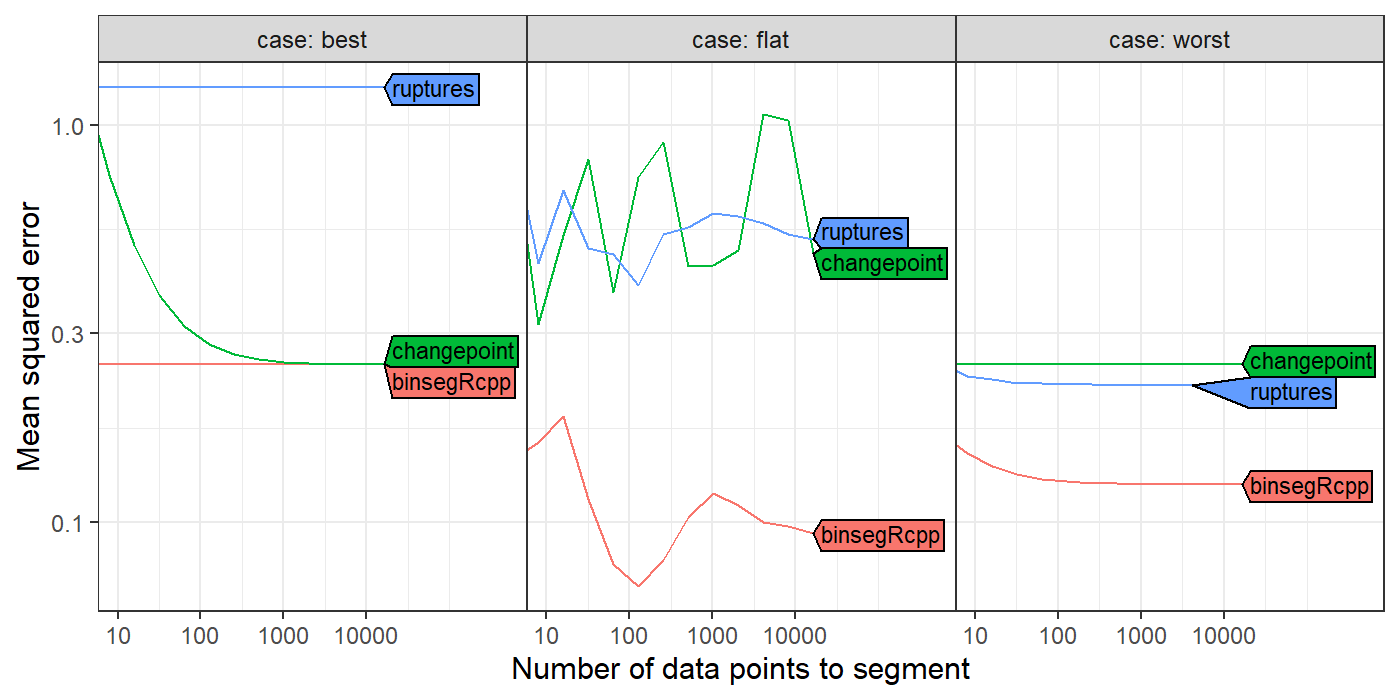 case: best
case: flat
case: worst
Mean squared error
1.0
0.3
0.1
ruptures
changepoint
binsegRcpp
ruptures
changepoint
binsegRcpp
changepoint
ruptures
binsegRcpp
10 100 1000 10000
10 100 1000 10000
10 100 1000 10000
Number of data points to segment